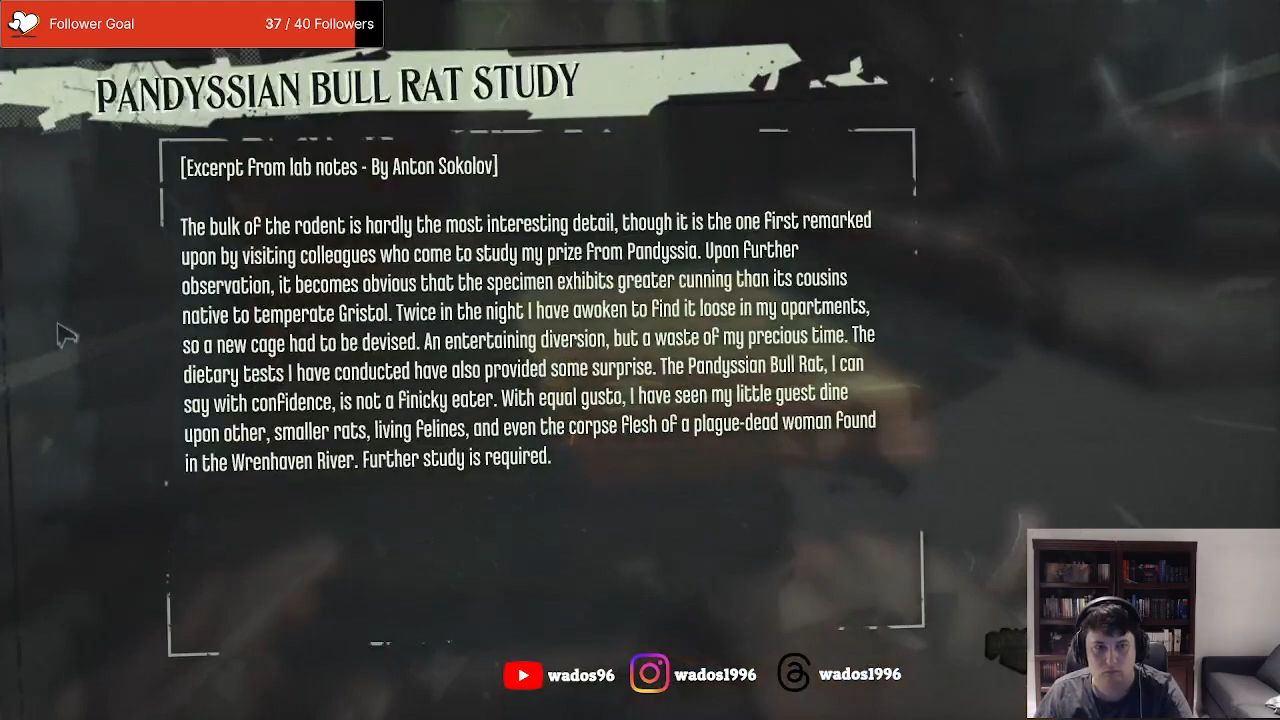 Follower Goal 37 / 40 Followers
PANDYSSIAN BULL RAT STUDY
[Excerpt from lab notes - By Anton Sokolov]
The bulk of the rodent is hardly the most interesting detail, though it is the one first remarked
upon by visiting colleagues who come to study my prize from Pandyssia. Upon further
observation, it becomes obvious that the specimen exhibits greater cunning than its cousins
native to temperate Gristol. Twice in the night I have awoken to find it loose in my apartments,
so a new cage had to be devised. An entertaining diversion, but a waste of my precious time. The
dietary tests I have conducted have also provided some surprise. The Pandyssian Bull Rat, I can
say with confidence, is not a finicky eater. With equal gusto, I have seen my little guest dine
upon other, smaller rats, living felines, and even the corpse flesh of a plague-dead woman found
in the Wrenhaven River. Further study is required.
wados96 wados1996 wados1996